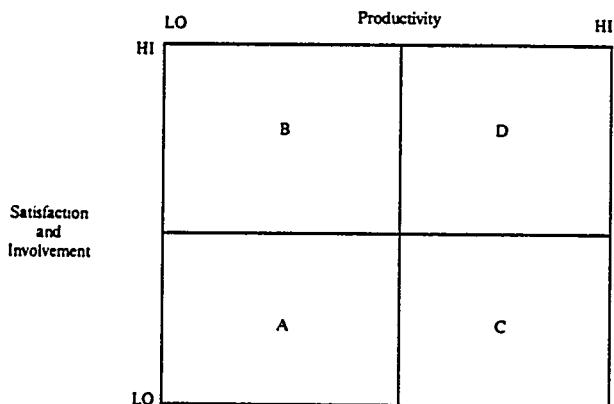 LO
Productivity
HI
HI
B
D
Satisfaction
and
Involvement
A
C
LO